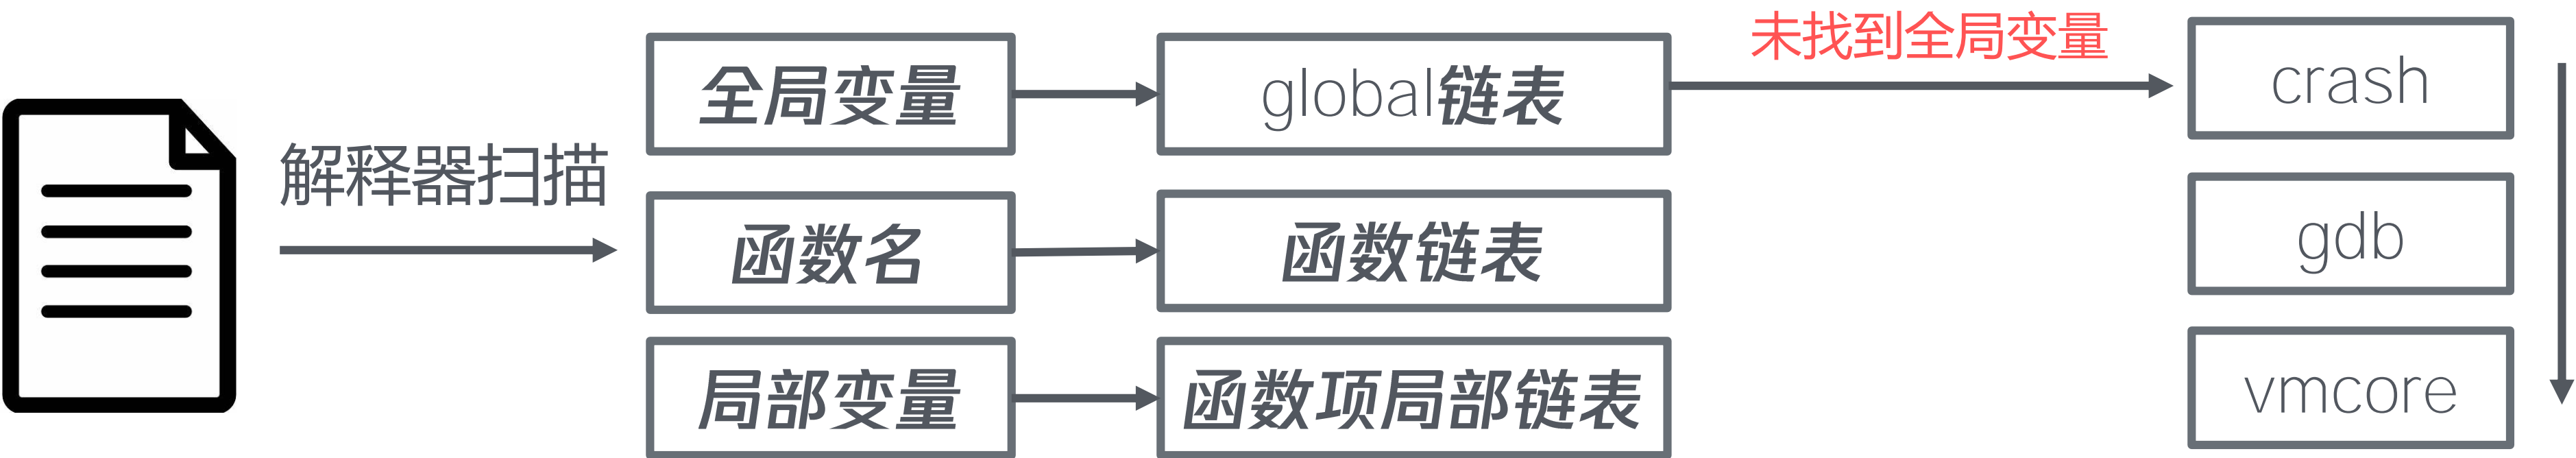 解释器扫描
全局变量
global链表
未找到全局变量
crash
函数名
函数链表
gdb
局部变量
函数项局部链表
vmcore